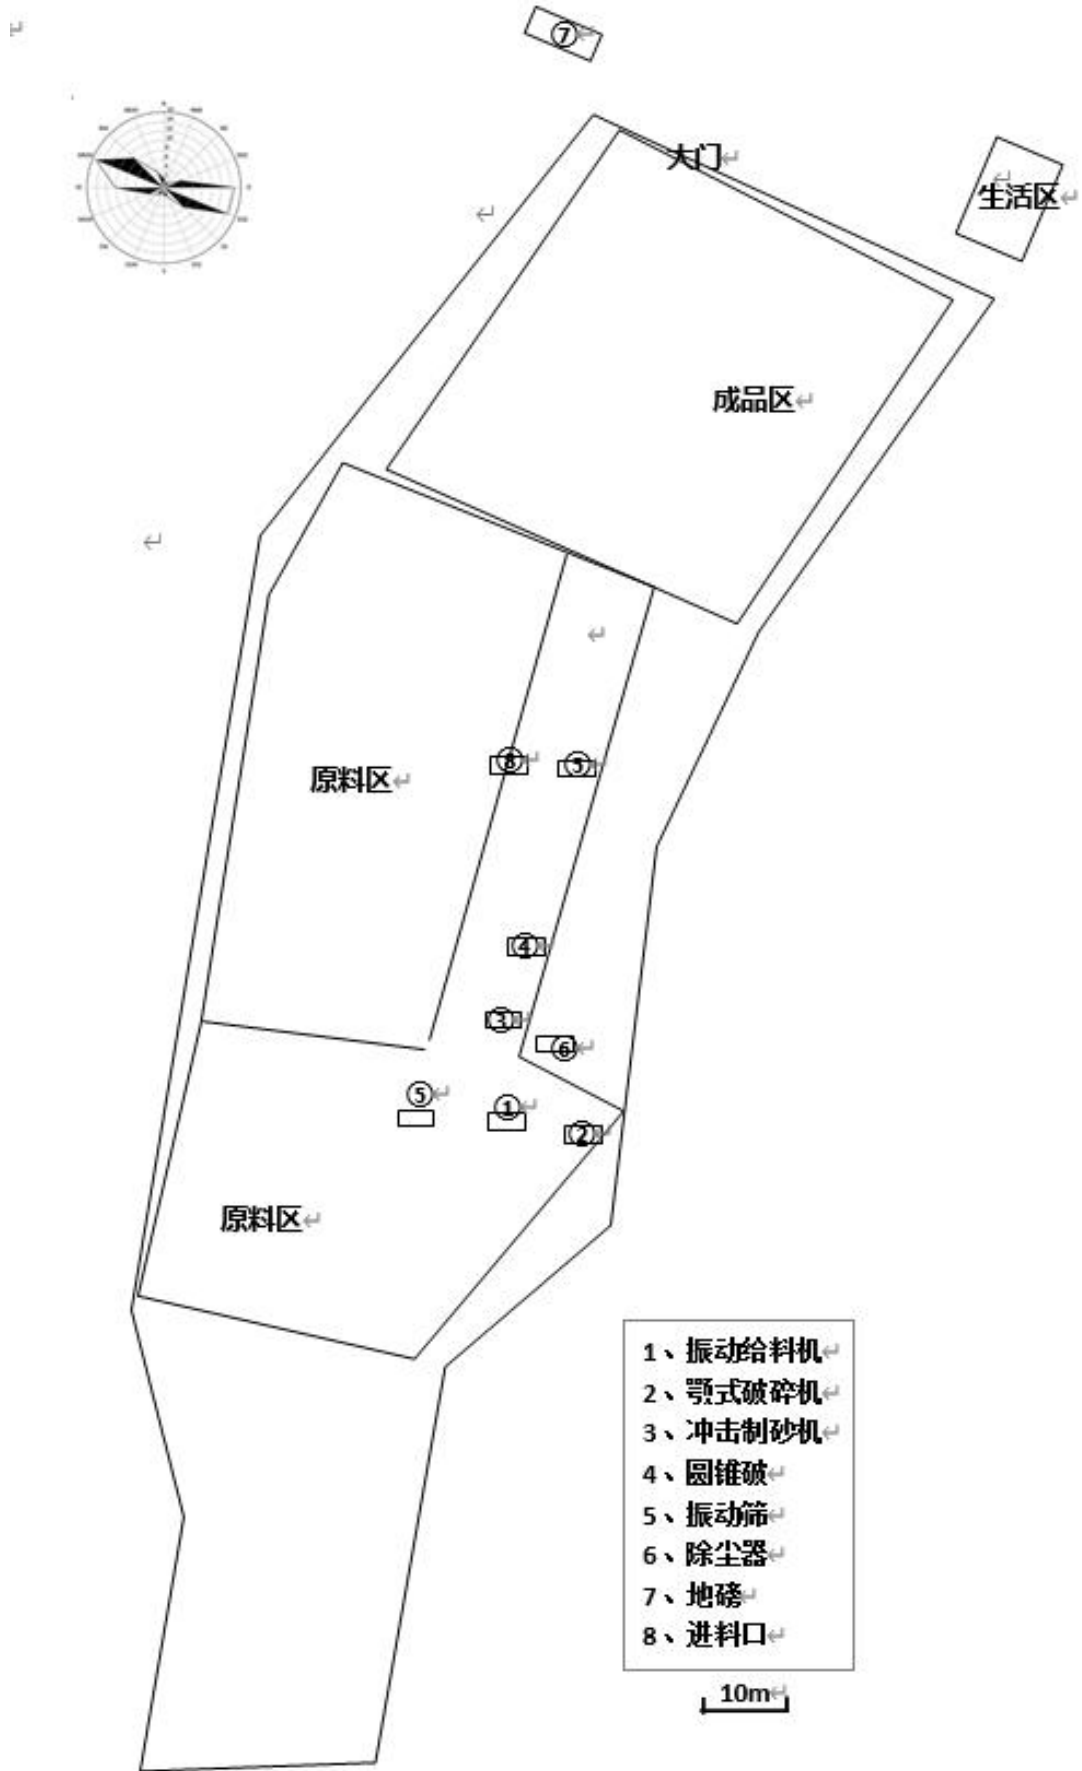 ⑦
大门
生活区
成品区
⑧
⑤
原料区
④
③
⑥
⑤
①
②
原料区
1、振动给料机
2、颚式破碎机
3、冲击制砂机
4、圆锥破
5、振动筛
6、除尘器
7、地磅
8、进料口
10m